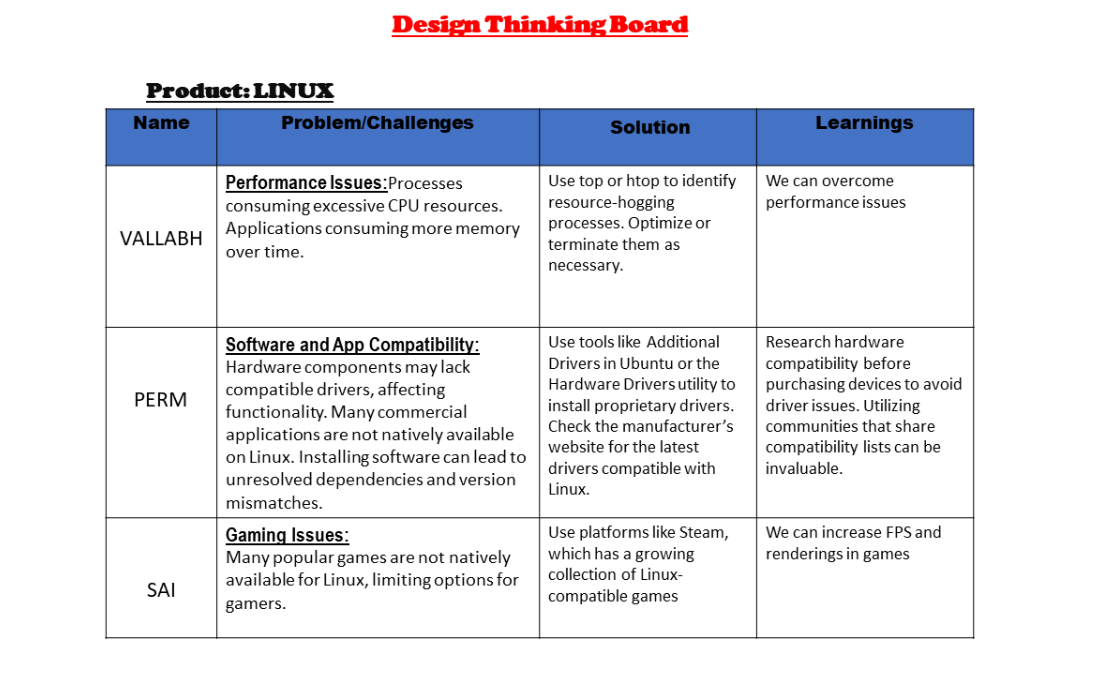 Design Thinking Board
Product: LINUX
Name
Problem/Challenges
Solution
Learnings
VALLABH
Performance Issues:Processes
consuming excessive CPU resources.
Applications consuming more memory
over time.
Use top or htop to identify
resource-hogging
processes. Optimize or
terminate them as
necessary.
We can overcome
performance issues
PERM
Software and App Compatibility:
Hardware components may lack
compatible drivers, affecting
functionality. Many commercial
applications are not natively available
on Linux. Installing software can lead to
unresolved dependencies and version
mismatches.
Use tools like Additional
Drivers in Ubuntu or the
Hardware Drivers utility to
install proprietary drivers.
Check the manufacturer's
website for the latest
drivers compatible with
Linux.
Research hardware
compatibility before
purchasing devices to avoid
driver issues. Utilizing
communities that share
compatibility lists can be
invaluable.
SAI
Gaming Issues:
Many popular games are not natively
available for Linux, limiting options for
gamers.
Use platforms like Steam,
which has a growing
collection of Linux-
compatible games
We can increase FPS and
renderings in games